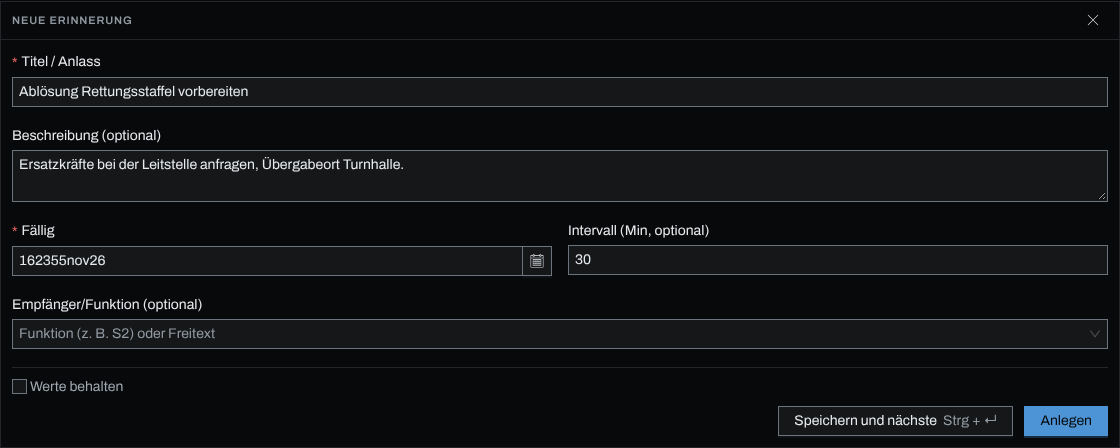 NEUE ERINNERUNG
* Titel / Anlass
Ablösung Rettungsstaffel vorbereiten
Beschreibung (optional)
Ersatzkräfte bei der Leitstelle anfragen, Übergabeort Turnhalle.
* Fällig
162355nov26
Intervall (Min, optional)
30
Empfänger/Funktion (optional)
Funktion (z. B. S2) oder Freitext
Werte behalten
Speichern und nächste Strg + ↵
Anlegen